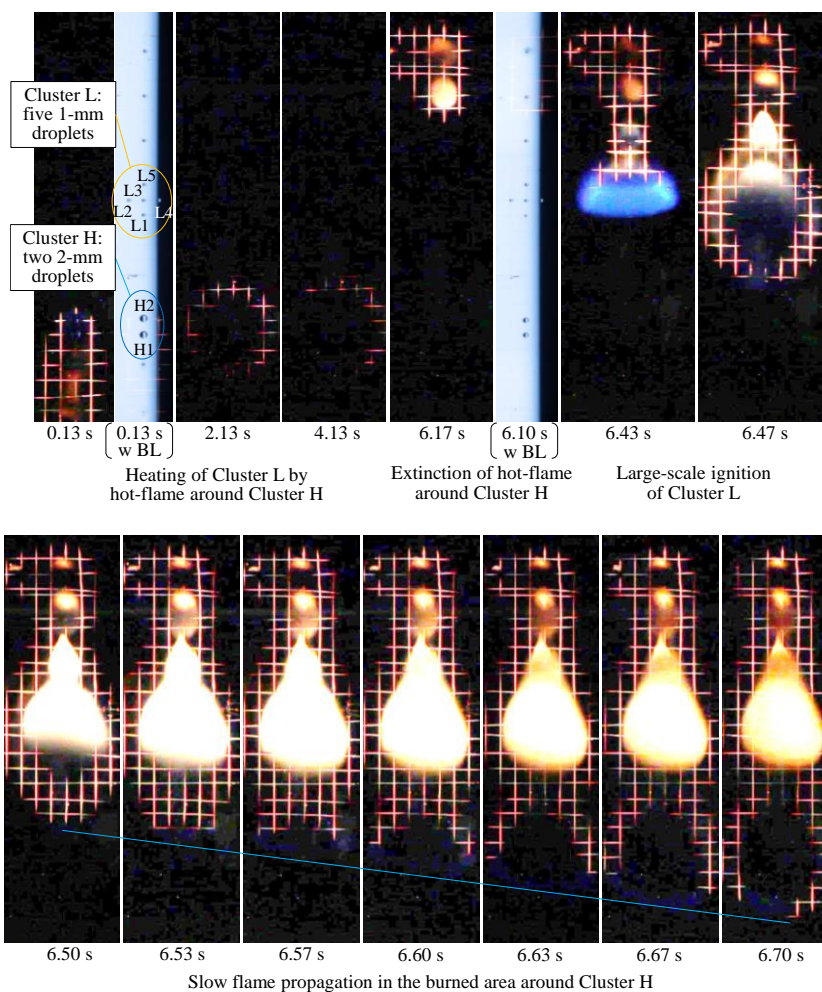 Cluster L:
five 1-mm
droplets
L5
L3
L2
L4
L1
Cluster H:
two 2-mm
droplets
H2
H1
0.13 s
0.13 s
w BL
2.13 s
4.13 s
6.17 s
6.10 s
w BL
6.43 s
6.47 s
Heating of Cluster L by
hot-flame around Cluster H
Extinction of hot-flame
around Cluster H
Large-scale ignition
of Cluster L
6.50 s
6.53 s
6.57 s
6.60 s
6.63 s
6.67 s
6.70 s
Slow flame propagation in the burned area around Cluster H